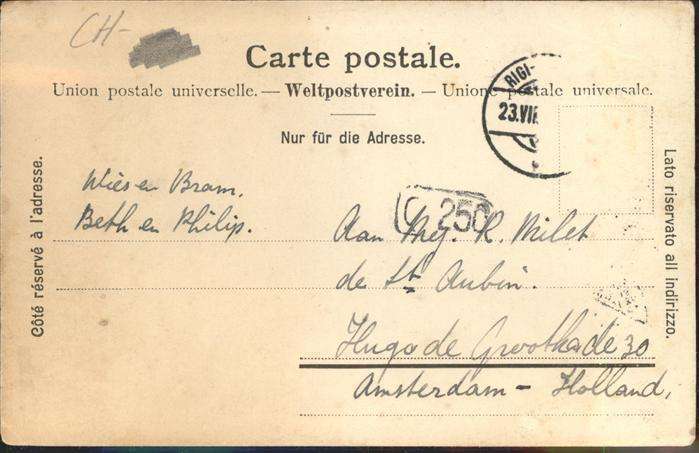 CH-
Carte postale.
Union postale universelle. — Weltpostverein. — Unione postale universale.
RIGI-
23.VII
Nur für die Adresse.
Côté réservé à l'adresse.
Lato riservato all indirizzo.
Wies en Bram.
Beth en Philip.
C 250
Aan Mej. R. Milet
de St. Aubin.
Hugo de Grootkade 30
Amsterdam - Holland.